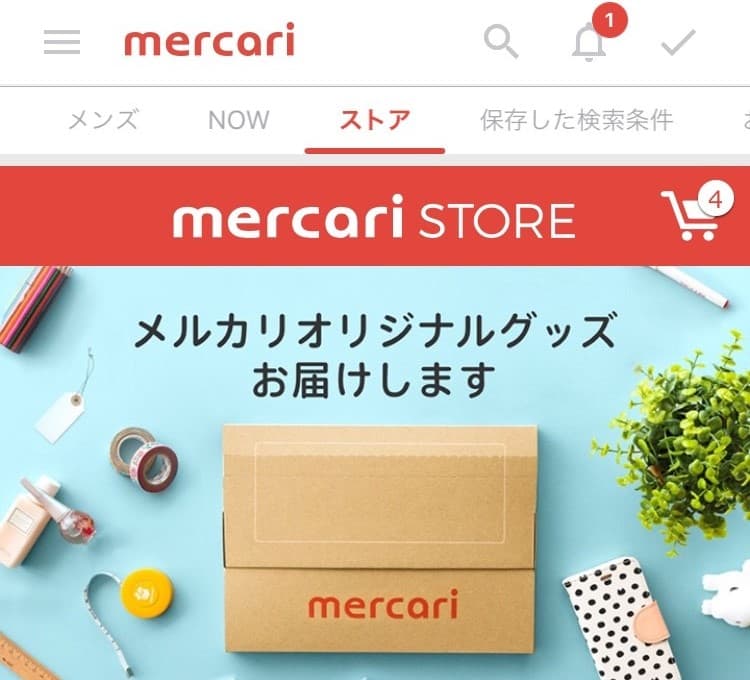 mercari
1
メンズ NOW ストア 保存した検索条件
mercari STORE
4
メルカリオリジナルグッズ
お届けします
mercari